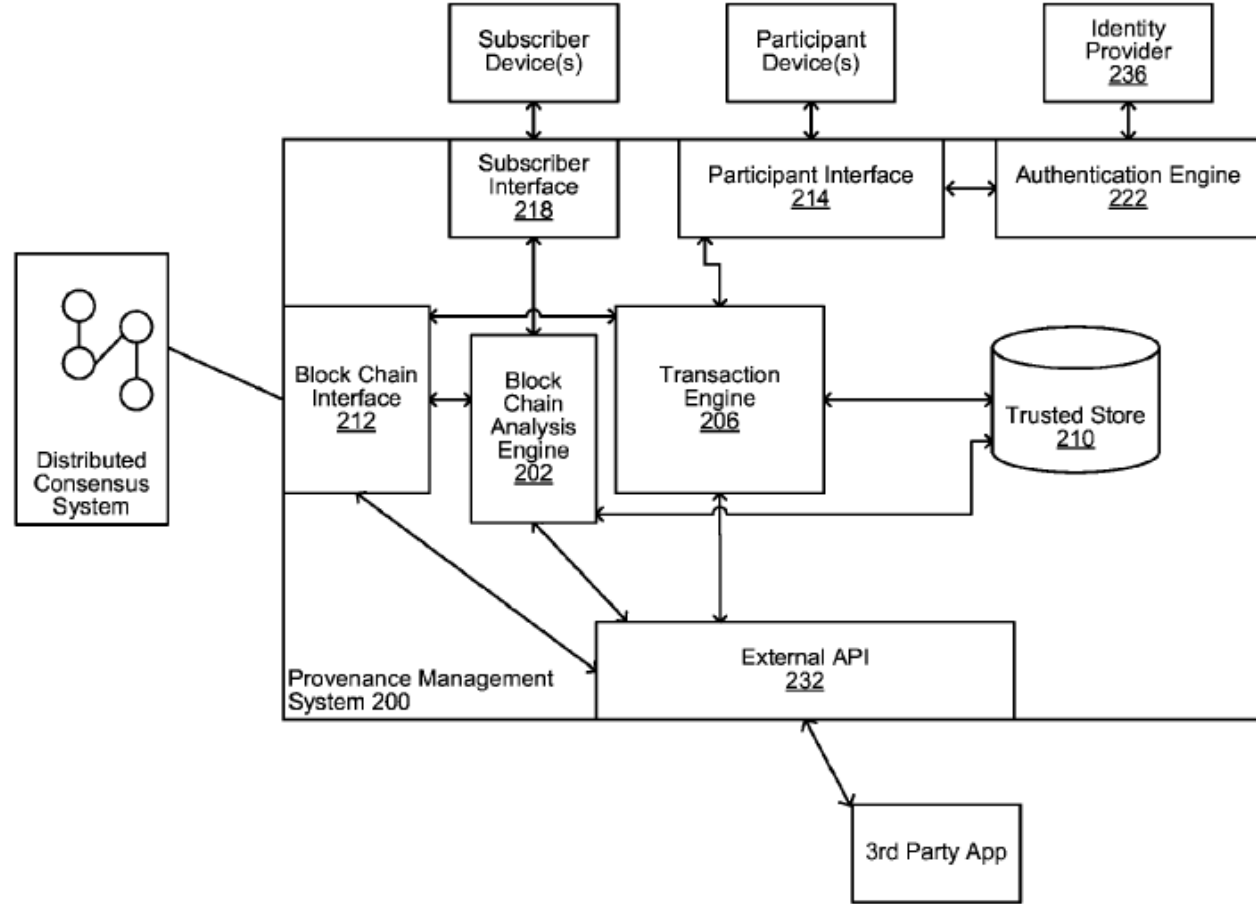 Subscriber
Device(s)
Participant
Device(s)
Identity
Provider
236
Subscriber
Interface
218
Participant Interface
214
Authentication Engine
222
Distributed
Consensus
System
Block Chain
Interface
212
Block
Chain
Analysis
Engine
202
Transaction
Engine
206
Trusted Store
210
Provenance Management
System 200
External API
232
3rd Party App